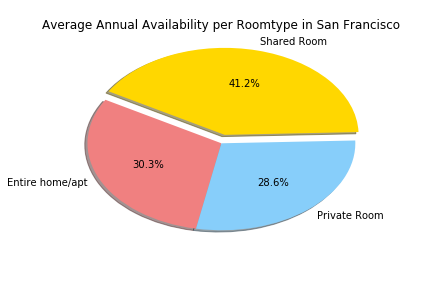 Average Annual Availability per Roomtype in San Francisco
Shared Room
41.2%
30.3%
28.6%
Entire home/apt
Private Room